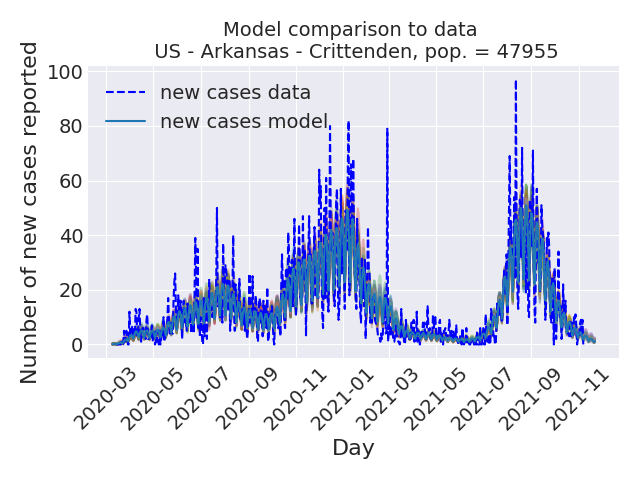 Model comparison to data
US - Arkansas - Crittenden, pop. = 47955
Number of new cases reported
100
80
60
40
20
0
new cases data
new cases model
2020-03
2020-05
2020-07
2020-09
2020-11
2021-01
2021-03
2021-05
2021-07
2021-09
2021-11
Day